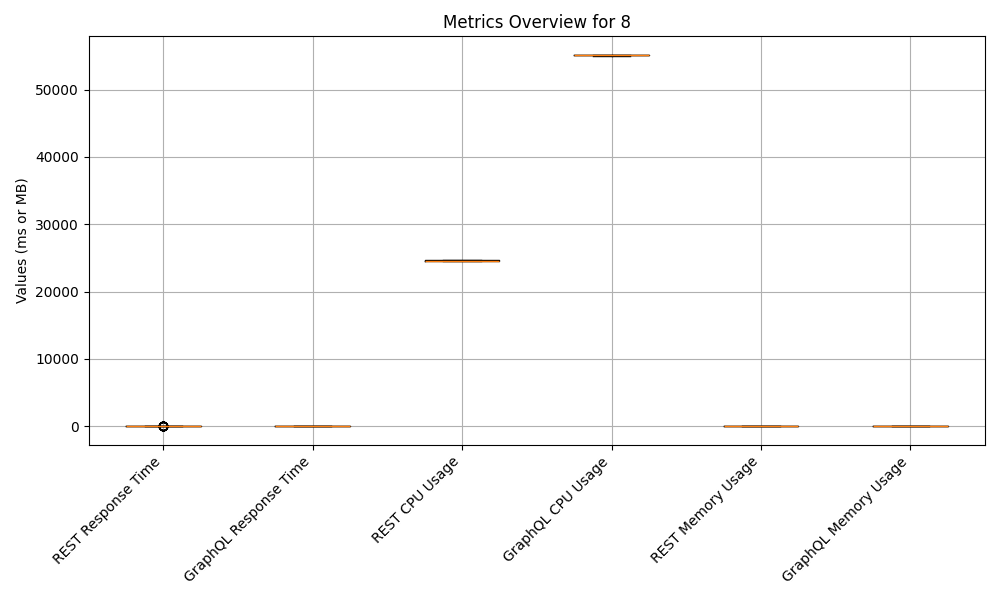 Metrics Overview for 8
Values (ms or MB)
50000
40000
30000
20000
10000
0
REST Response Time
GraphQL Response Time
REST CPU Usage
GraphQL CPU Usage
REST Memory Usage
GraphQL Memory Usage